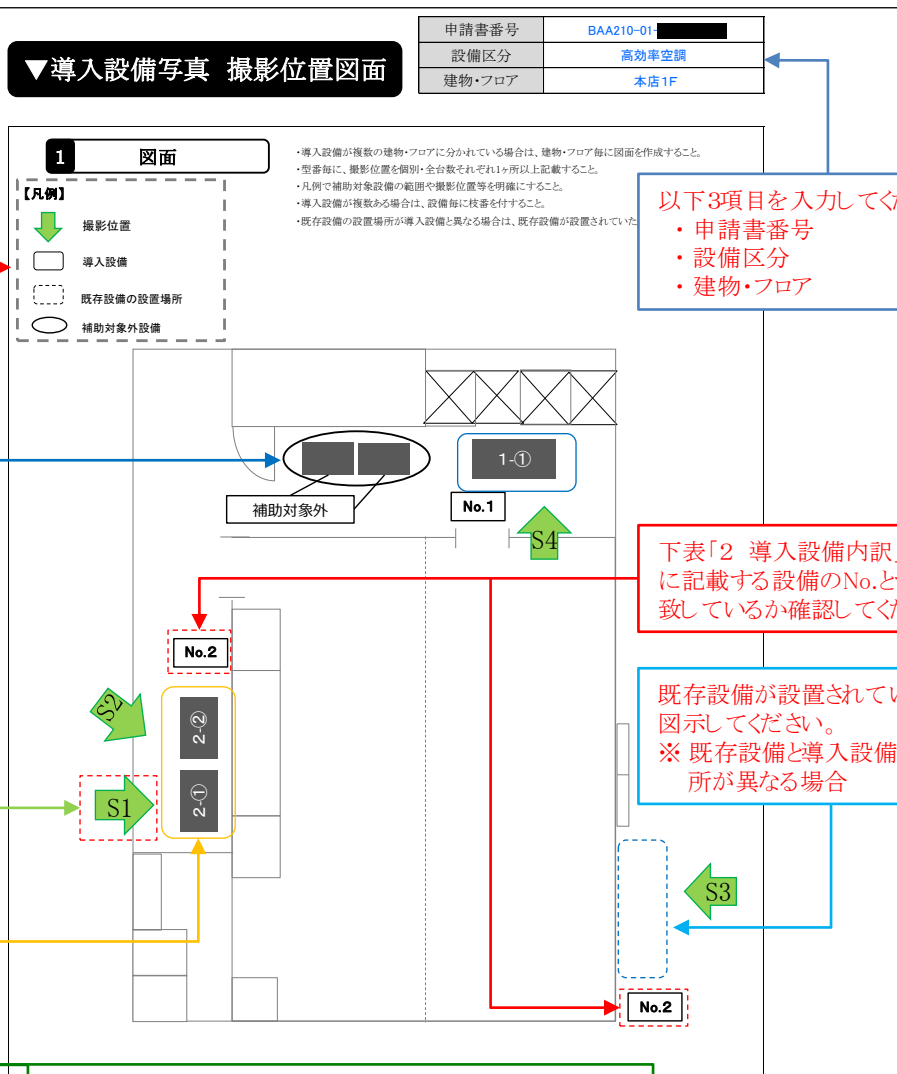 ▼導入設備写真 撮影位置図面
申請書番号 BAA210-01-
設備区分 高効率空調
建物・フロア 本店1F
1 図面
・導入設備が複数の建物・フロアに分かれている場合は、建物・フロア毎に図面を作成すること。
・型番毎に、撮影位置を個別・全台数それぞれ1ヶ所以上記載すること。
・凡例で補助対象設備の範囲や撮影位置等を明確にすること。
・導入設備が複数ある場合は、設備毎に枝番を付すること。
・既存設備の設置場所が導入設備と異なる場合は、既存設備が設置されていた
【凡例】
撮影位置
導入設備
既存設備の設置場所
補助対象外設備
以下3項目を入力してくだ
・申請書番号
・設備区分
・建物・フロア
1-①
補助対象外
No.1
S4
下表「2 導入設備内訳」
に記載する設備のNo.と
致しているか確認してくだ
No.2
S2
2-②
2-①
S1
既存設備が設置されてい
図示してください。
※ 既存設備と導入設備
所が異なる場合
S3
No.2